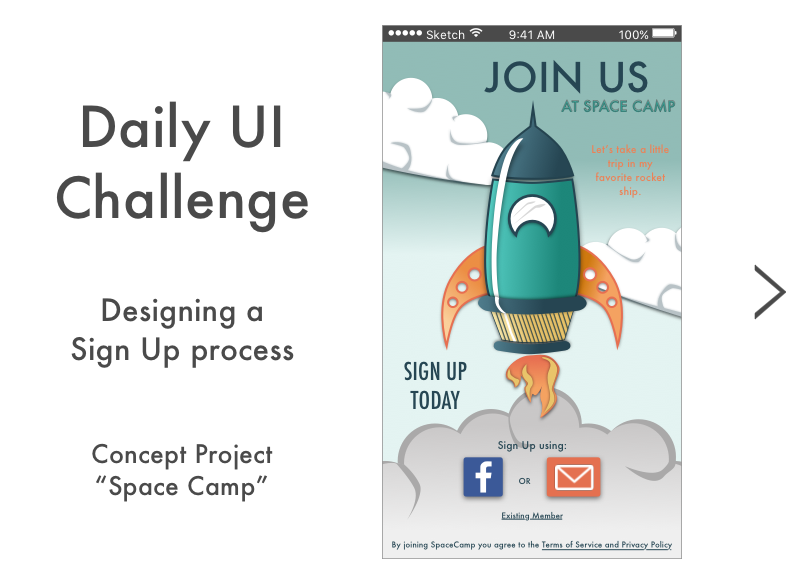 Daily UI
Challenge
Designing a
Sign Up process
Concept Project
“Space Camp”
Sketch 9:41 AM 100%
JOIN US
AT SPACE CAMP
Let's take a little
trip in my
favorite rocket
ship.
SIGN UP
TODAY
Sign Up using:
f OR
Existing Member
By joining SpaceCamp you agree to the Terms of Service and Privacy Policy